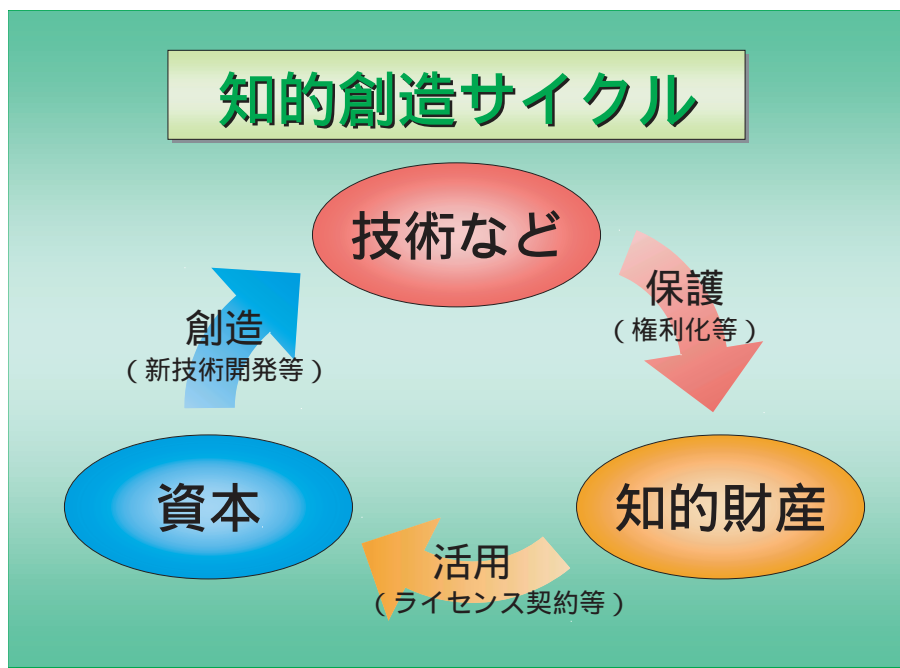 知的創造サイクル
技術など
保護
（権利化等）
創造
（新技術開発等）
資本
知的財産
活用
（ライセンス契約等）